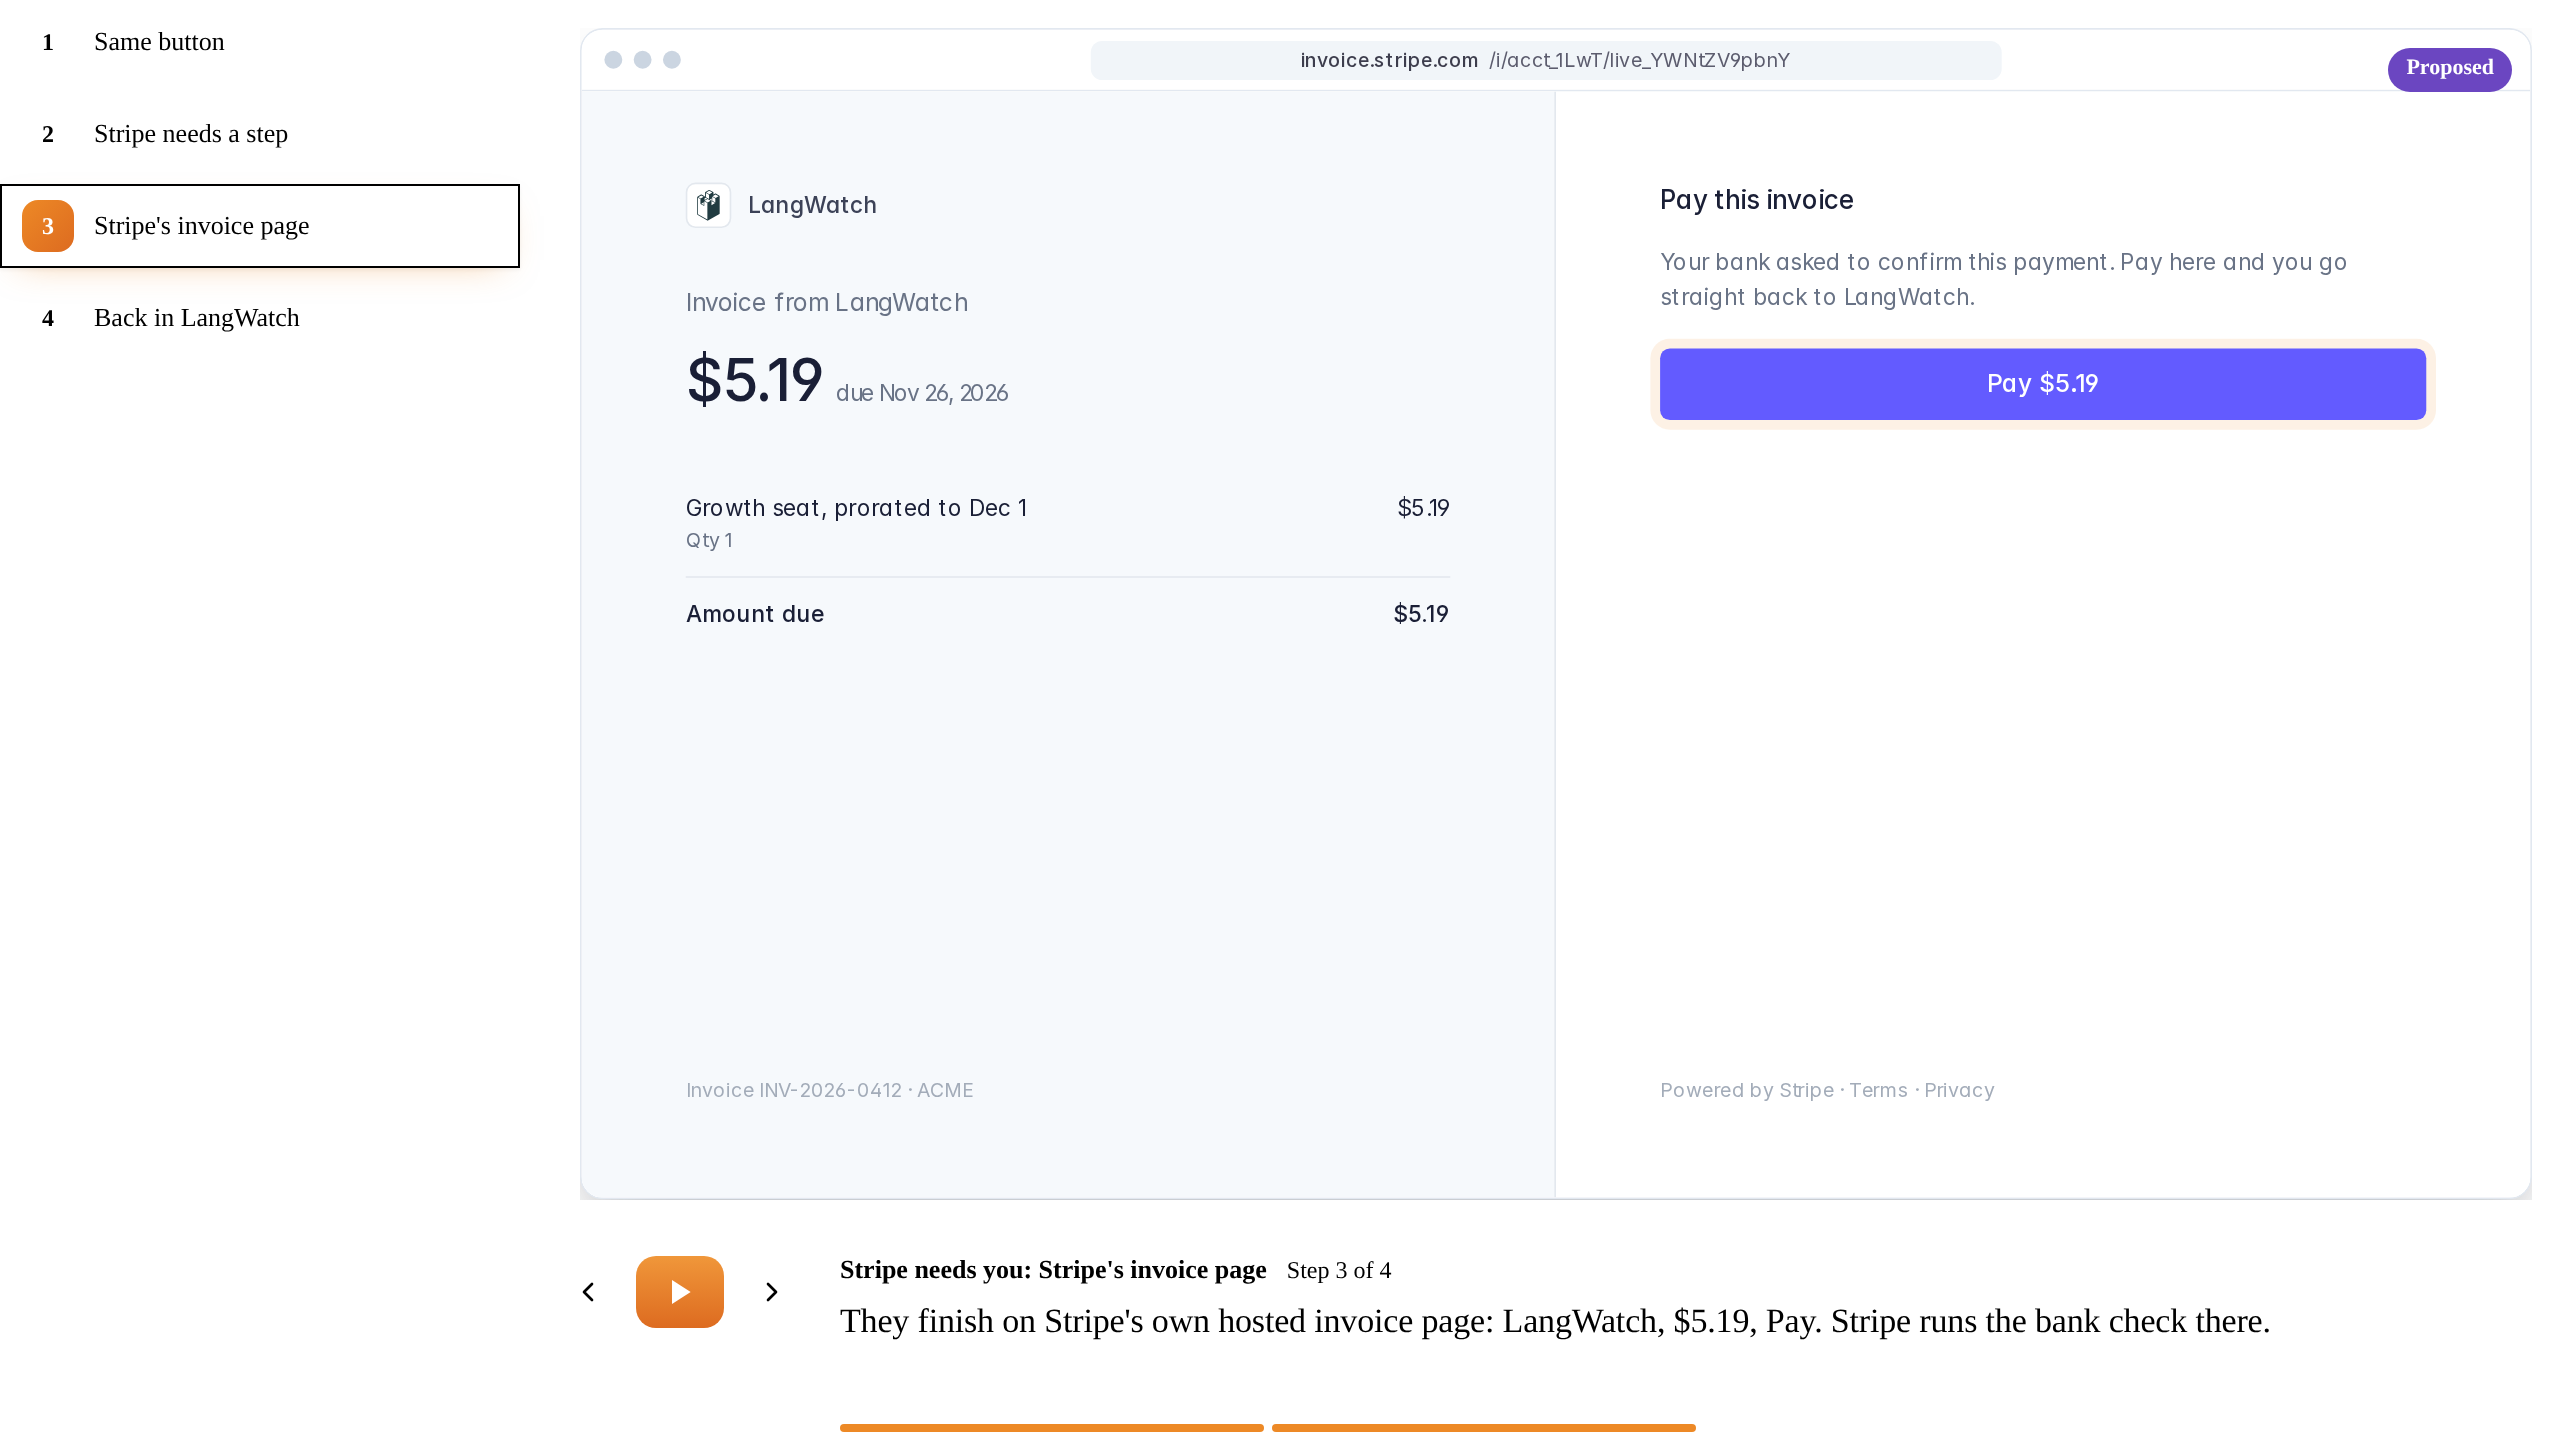 1 Same button
2 Stripe needs a step
3 Stripe's invoice page
4 Back in LangWatch
invoice.stripe.com /i/acct_1LwT/live_YWNtZV9pbnY
Proposed
LangWatch
Invoice from LangWatch
$5.19 due Nov 26, 2026
Growth seat, prorated to Dec 1 $5.19
Qty 1
Amount due $5.19
Invoice INV-2026-0412 · ACME
Pay this invoice
Your bank asked to confirm this payment. Pay here and you go
straight back to LangWatch.
Pay $5.19
Powered by Stripe · Terms · Privacy
Stripe needs you: Stripe's invoice page Step 3 of 4
They finish on Stripe's own hosted invoice page: LangWatch, $5.19, Pay. Stripe runs the bank check there.